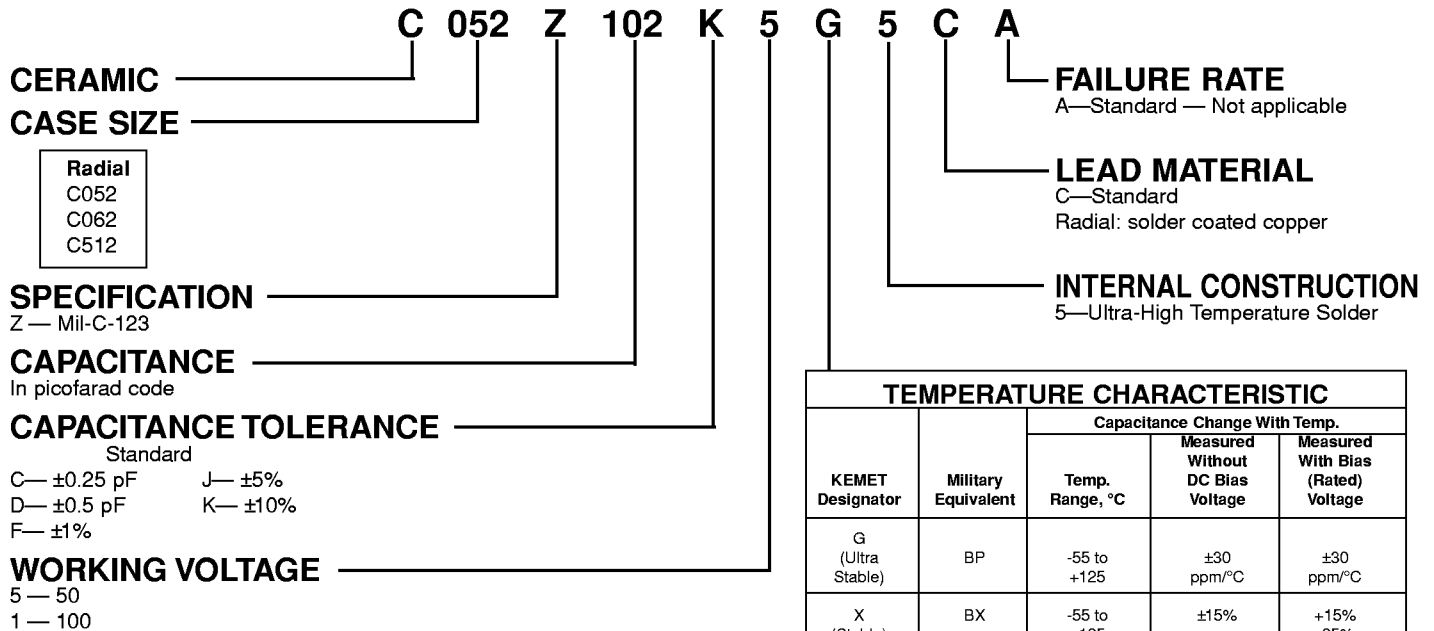 C 052 Z 102 K 5 G 5 C A
CERAMIC
CASE SIZE
Radial
C052
C062
C512
SPECIFICATION
Z — Mil-C-123
CAPACITANCE
In picofarad code
CAPACITANCE TOLERANCE
Standard
C— ±0.25 pF J— ±5%
D— ±0.5 pF K— ±10%
F— ±1%
WORKING VOLTAGE
5 — 50
1 — 100
FAILURE RATE
A—Standard — Not applicable
LEAD MATERIAL
C—Standard
Radial: solder coated copper
INTERNAL CONSTRUCTION
5—Ultra-High Temperature Solder
TEMPERATURE CHARACTERISTIC
Capacitance Change With Temp.
KEMET
Designator
Military
Equivalent
Temp.
Range, °C
Measured
Without
DC Bias
Voltage
Measured
With Bias
(Rated)
Voltage
G
(Ultra
Stable)
BP
-55 to
+125
±30
ppm/°C
±30
ppm/°C
X
BX
-55 to
±15%
+15%